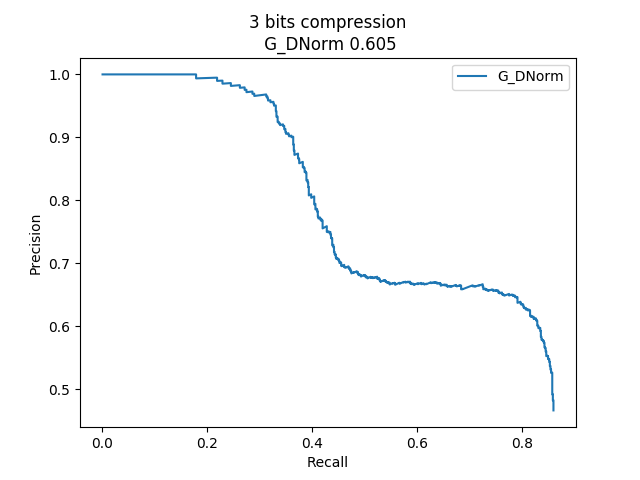 3 bits compression
G_DNorm 0.605
G_DNorm
1.0
0.9
0.8
0.7
0.6
0.5
Precision
0.0 0.2 0.4 0.6 0.8
Recall